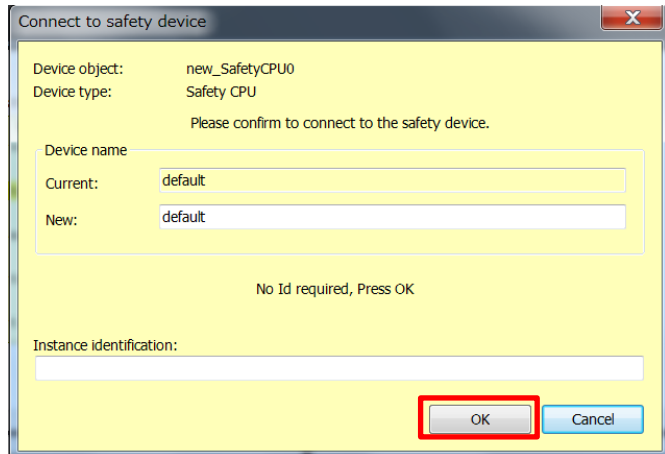 Connect to safety device
X
Device object: new_SafetyCPU0
Device type: Safety CPU
Please confirm to connect to the safety device.
Device name
Current: default
New: default
No Id required, Press OK
Instance identification:
OK Cancel